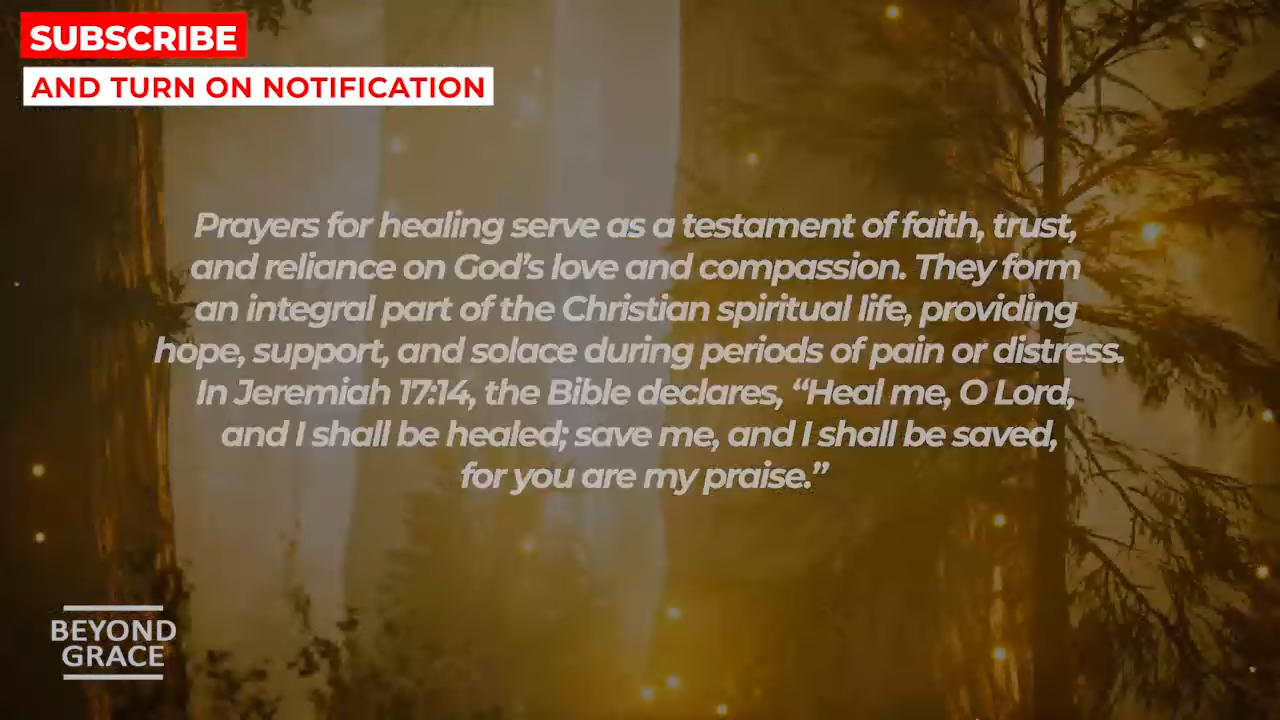 SUBSCRIBE
AND TURN ON NOTIFICATION
Prayers for healing serve as a testament of faith, trust,
and reliance on God’s love and compassion. They form
an integral part of the Christian spiritual life, providing
hope, support, and solace during periods of pain or distress.
In Jeremiah 17:14, the Bible declares, “Heal me, O Lord,
and I shall be healed; save me, and I shall be saved,
for you are my praise.”
BEYOND
GRACE